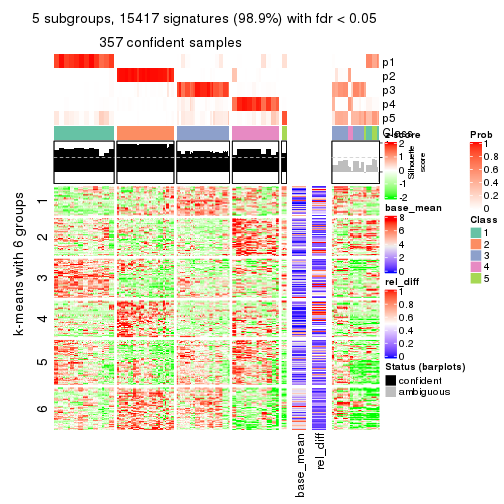 5 subgroups, 15417 signatures (98.9%) with fdr < 0.05
357 confident samples
p1
p2
p3
p4
p5
Class
z-score
2
1
0
-1
-2
Silhouette
score
Prob
1
0.8
0.6
0.4
0.2
0
base_mean
8
6
4
2
0
Class
1
2
3
4
5
rel_diff
1
0.8
0.6
0.4
0.2
0
Status (barplots)
confident
ambiguous
k-means with 6 groups
1
2
3
4
5
6
base_mean
rel_diff